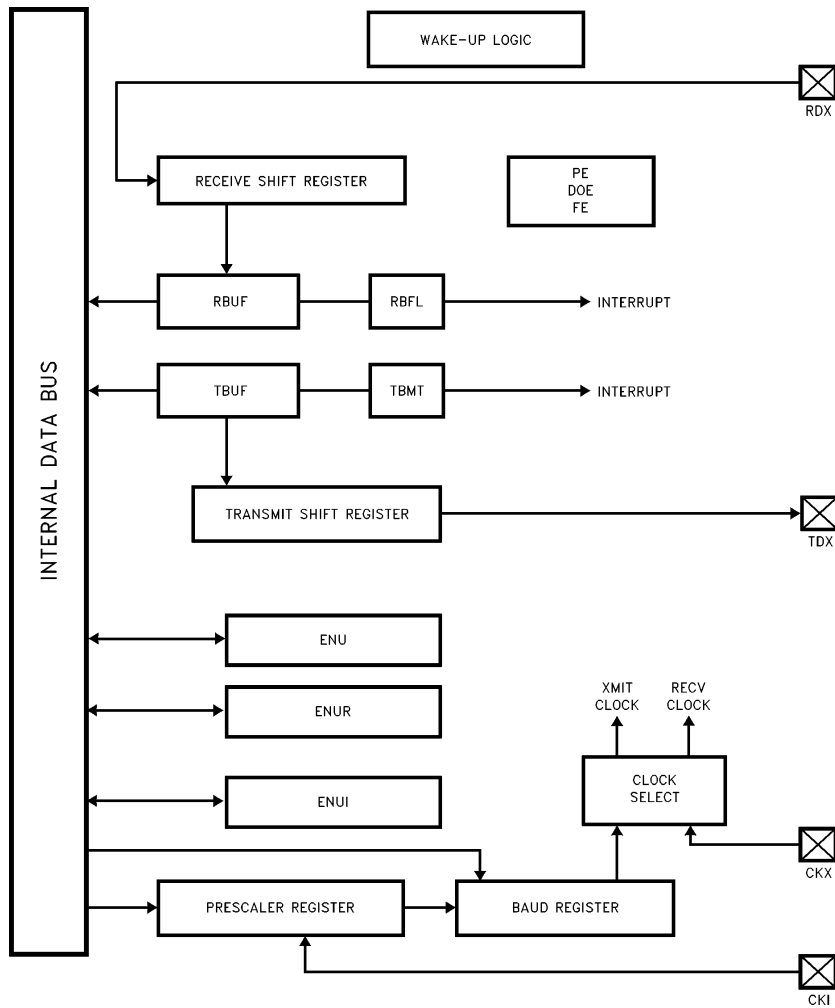 WAKE-UP LOGIC
RDX
RECEIVE SHIFT REGISTER
PE
DOE
FE
RBUF
RBFL
INTERRUPT
TBUF
TBMT
INTERRUPT
INTERNAL DATA BUS
TRANSMIT SHIFT REGISTER
TDX
ENU
XMIT
CLOCK
RECV
CLOCK
ENUR
CLOCK
SELECT
ENUI
CKX
PRESCALER REGISTER
BAUD REGISTER
CKI